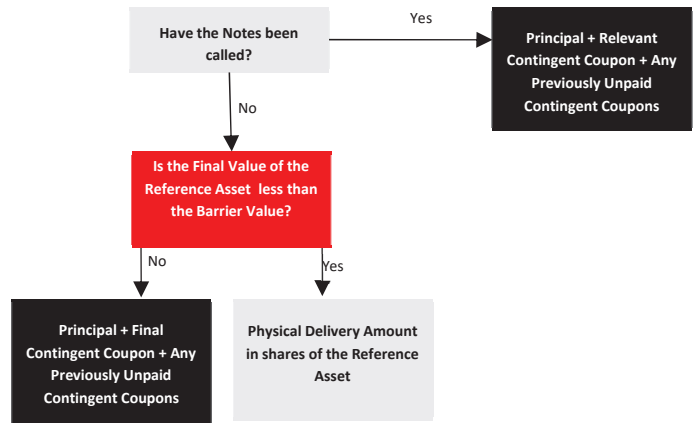 Have the Notes been
called?
Yes
Principal + Relevant
Contingent Coupon + Any
Previously Unpaid
Contingent Coupons
No
Is the Final Value of the
Reference Asset less than
the Barrier Value?
No
Yes
Principal + Final
Contingent Coupon + Any
Previously Unpaid
Contingent Coupons
Physical Delivery Amount
in shares of the Reference
Asset